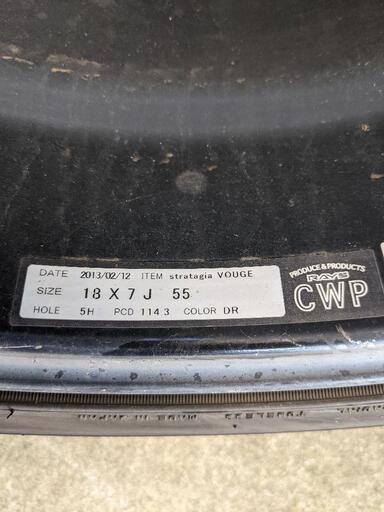 DATE 2013/02/12 ITEM stratagia VOUGE
SIZE 18 X 7 J 55
HOLE 5H PCD 114.3 COLOR DR
PRODUCE & PRODUCTS
RAYS
CWP